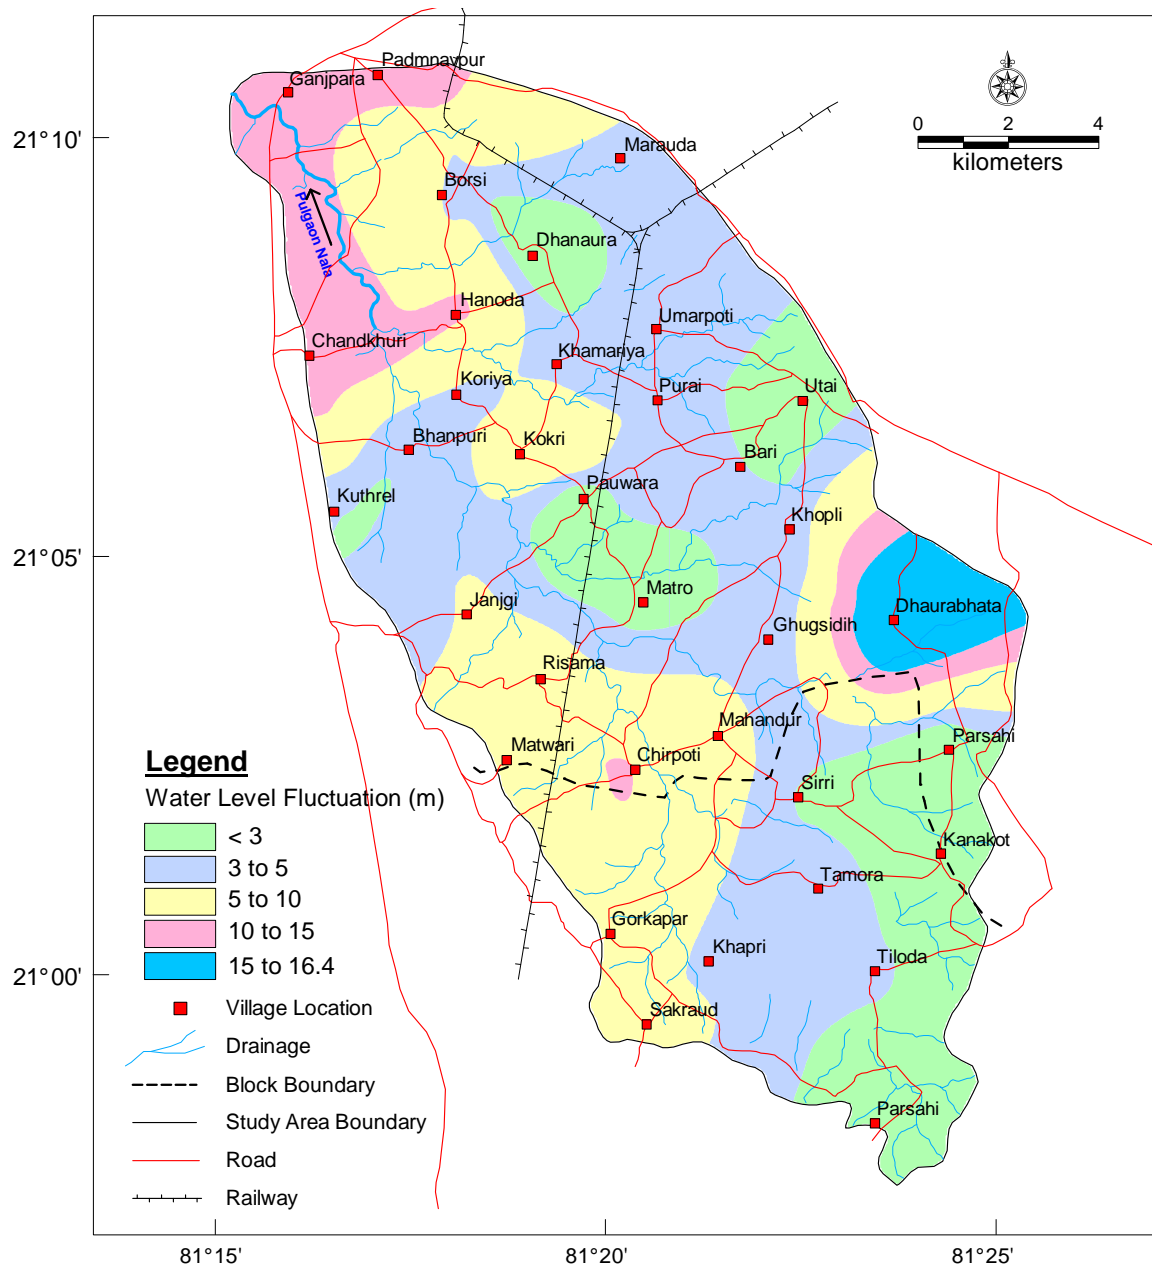 Padmnavpur
Ganjpara
21°10'
Marauda
0 2 4
kilometers
Borsi
Pulgaon Nala
Dhanaura
Hanoda
Umarpoti
Chandkhuri
Khamariya
Koriya
Purai
Utai
Bhanpuri
Kokri
Bari
Kuthrel
Pauwara
Khopli
21°05'
Janjgi
Matro
Dhaurabhata
Ghugsidih
Risama
Mahandur
Parsahi
Matwari
Chirpoti
Sirri
Legend
Water Level Fluctuation (m)
< 3
3 to 5
5 to 10
10 to 15
15 to 16.4
Kanakot
Tamora
Gorkapar
Khapri
Tiloda
21°00'
Village Location
Sakraud
Drainage
Block Boundary
Parsahi
Study Area Boundary
Road
Railway
81°15' 81°20' 81°25'